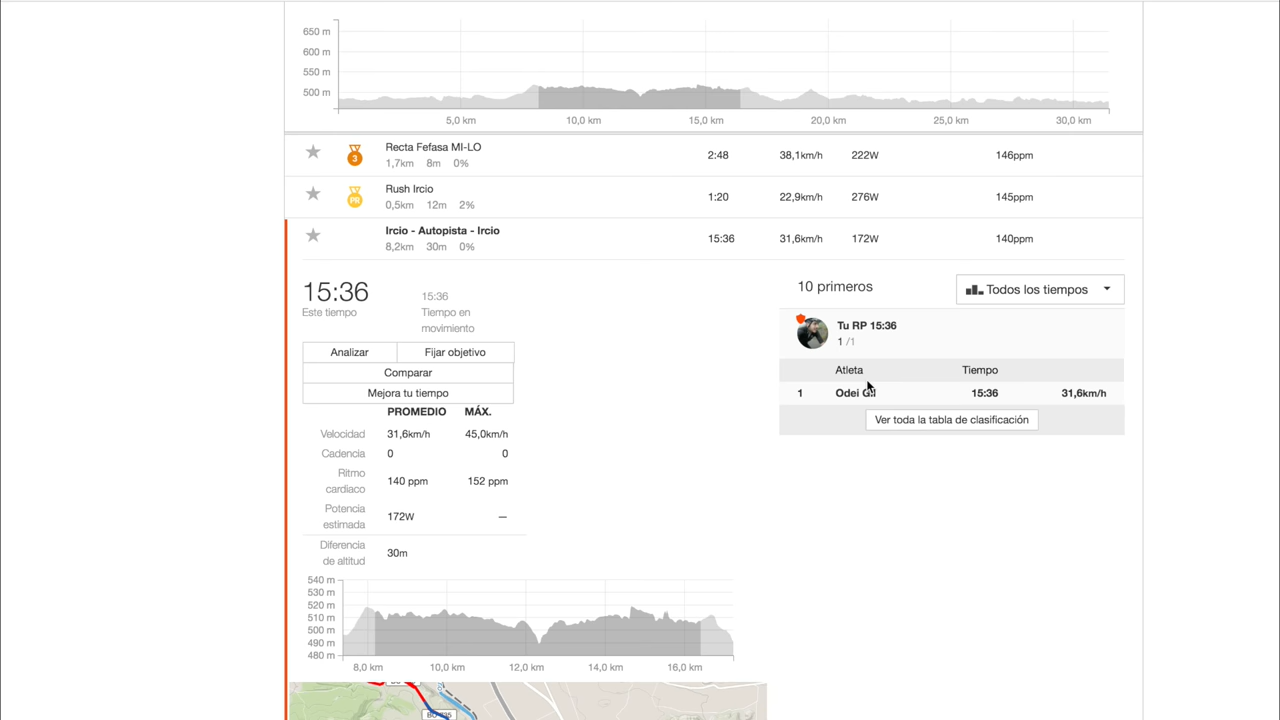 650 m
600 m
550 m
500 m
5,0 km 10,0 km 15,0 km 20,0 km 25,0 km 30,0 km
3
Recta Fefasa MI-LO
1,7km 8m 0%
2:48 38,1km/h 222W 146ppm
PR
Rush Ircio
0,5km 12m 2%
1:20 22,9km/h 276W 145ppm
Ircio - Autopista - Ircio
8,2km 30m 0%
15:36 31,6km/h 172W 140ppm
15:36
Este tiempo
15:36
Tiempo en
movimiento
Analizar Fijar objetivo
Comparar
Mejora tu tiempo
PROMEDIO MÁX.
Velocidad 31,6km/h 45,0km/h
Cadencia 0 0
Ritmo
cardiaco
140 ppm 152 ppm
Potencia
estimada
172W —
Diferencia
de altitud
30m
540 m
530 m
520 m
510 m
500 m
490 m
480 m
8,0 km 10,0 km 12,0 km 14,0 km 16,0 km
10 primeros
Todos los tiempos
Tu RP 15:36
1 /1
Atleta Tiempo
1 Odei 15:36 31,6km/h
Ver toda la tabla de clasificación